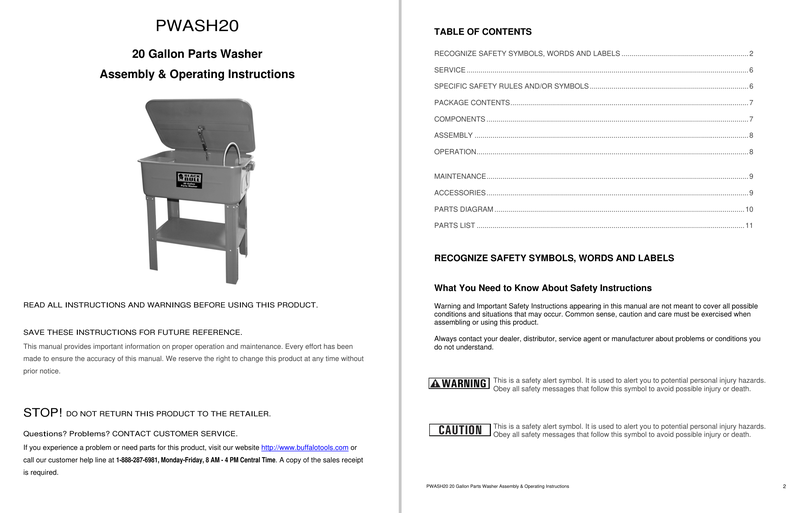 PWASH20
20 Gallon Parts Washer
Assembly & Operating Instructions
BLACK
BULL
READ ALL INSTRUCTIONS AND WARNINGS BEFORE USING THIS PRODUCT.
SAVE THESE INSTRUCTIONS FOR FUTURE REFERENCE.
This manual provides important information on proper operation and maintenance. Every effort has been
made to ensure the accuracy of this manual. We reserve the right to change this product at any time without
prior notice.
STOP! DO NOT RETURN THIS PRODUCT TO THE RETAILER.
Questions? Problems? CONTACT CUSTOMER SERVICE.
If you experience a problem or need parts for this product, visit our website http://www.buffalotools.com or
call our customer help line at 1-888-287-6981, Monday-Friday, 8 AM - 4 PM Central Time. A copy of the sales receipt
is required.
TABLE OF CONTENTS
RECOGNIZE SAFETY SYMBOLS, WORDS AND LABELS ........ 2
SERVICE ........ 6
SPECIFIC SAFETY RULES AND/OR SYMBOLS ........ 6
PACKAGE CONTENTS ........ 7
COMPONENTS ........ 7
ASSEMBLY ........ 8
OPERATION ........ 8
MAINTENANCE ........ 9
ACCESSORIES ........ 9
PARTS DIAGRAM ........ 10
PARTS LIST ........ 11
RECOGNIZE SAFETY SYMBOLS, WORDS AND LABELS
What You Need to Know About Safety Instructions
Warning and Important Safety Instructions appearing in this manual are not meant to cover all possible
conditions and situations that may occur. Common sense, caution and care must be exercised when
assembling or using this product.
Always contact your dealer, distributor, service agent or manufacturer about problems or conditions you
do not understand.
WARNING This is a safety alert symbol. It is used to alert you to potential personal injury hazards.
Obey all safety messages that follow this symbol to avoid possible injury or death.
CAUTION This is a safety alert symbol. It is used to alert you to potential personal injury hazards.
Obey all safety messages that follow this symbol to avoid possible injury or death.
PWASH20 20 Gallon Parts Washer Assembly & Operating Instructions 2